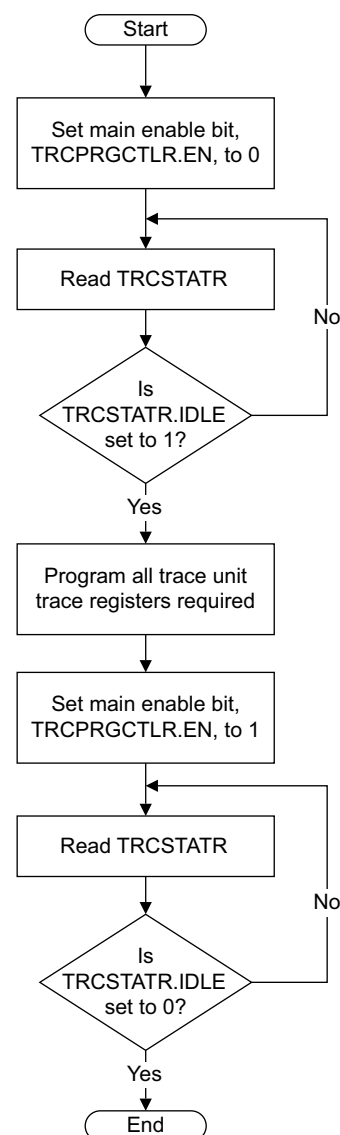 Start
Set main enable bit,
TRCPRGCTLR.EN, to 0
Read TRCSTATR
No
Is
TRCSTATR.IDLE
set to 1?
Yes
Program all trace unit
trace registers required
Set main enable bit,
TRCPRGCTLR.EN, to 1
Read TRCSTATR
No
Is
TRCSTATR.IDLE
set to 0?
Yes
End